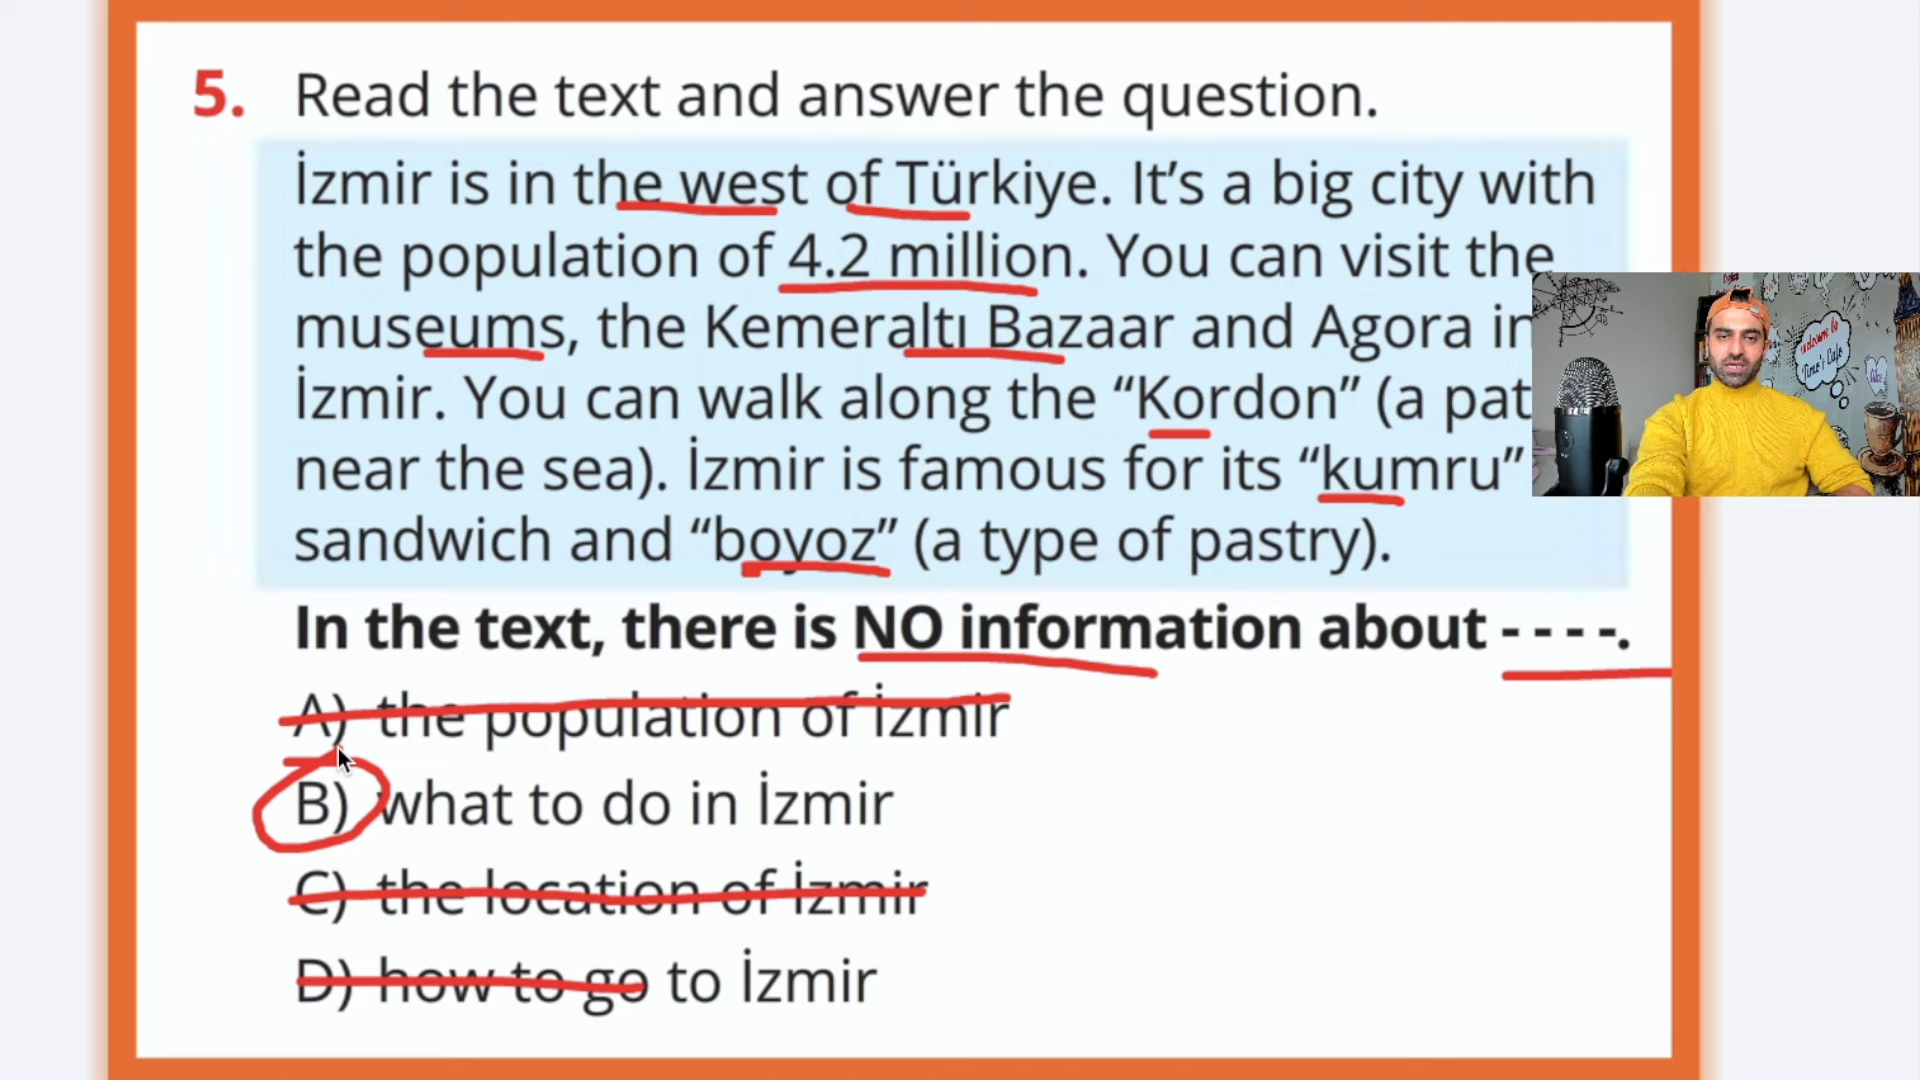 5. Read the text and answer the question.
İzmir is in the west of Türkiye. It's a big city with
the population of 4.2 million. You can visit the
museums, the Kemeraltı Bazaar and Agora in
İzmir. You can walk along the “Kordon” (a pat
near the sea). İzmir is famous for its “kumru”
sandwich and “boyoz” (a type of pastry).
In the text, there is NO information about - - - -.
A) the population of İzmir
B) what to do in İzmir
C) the location of İzmir
D) how to go to İzmir
welcome to
Time's Cafe